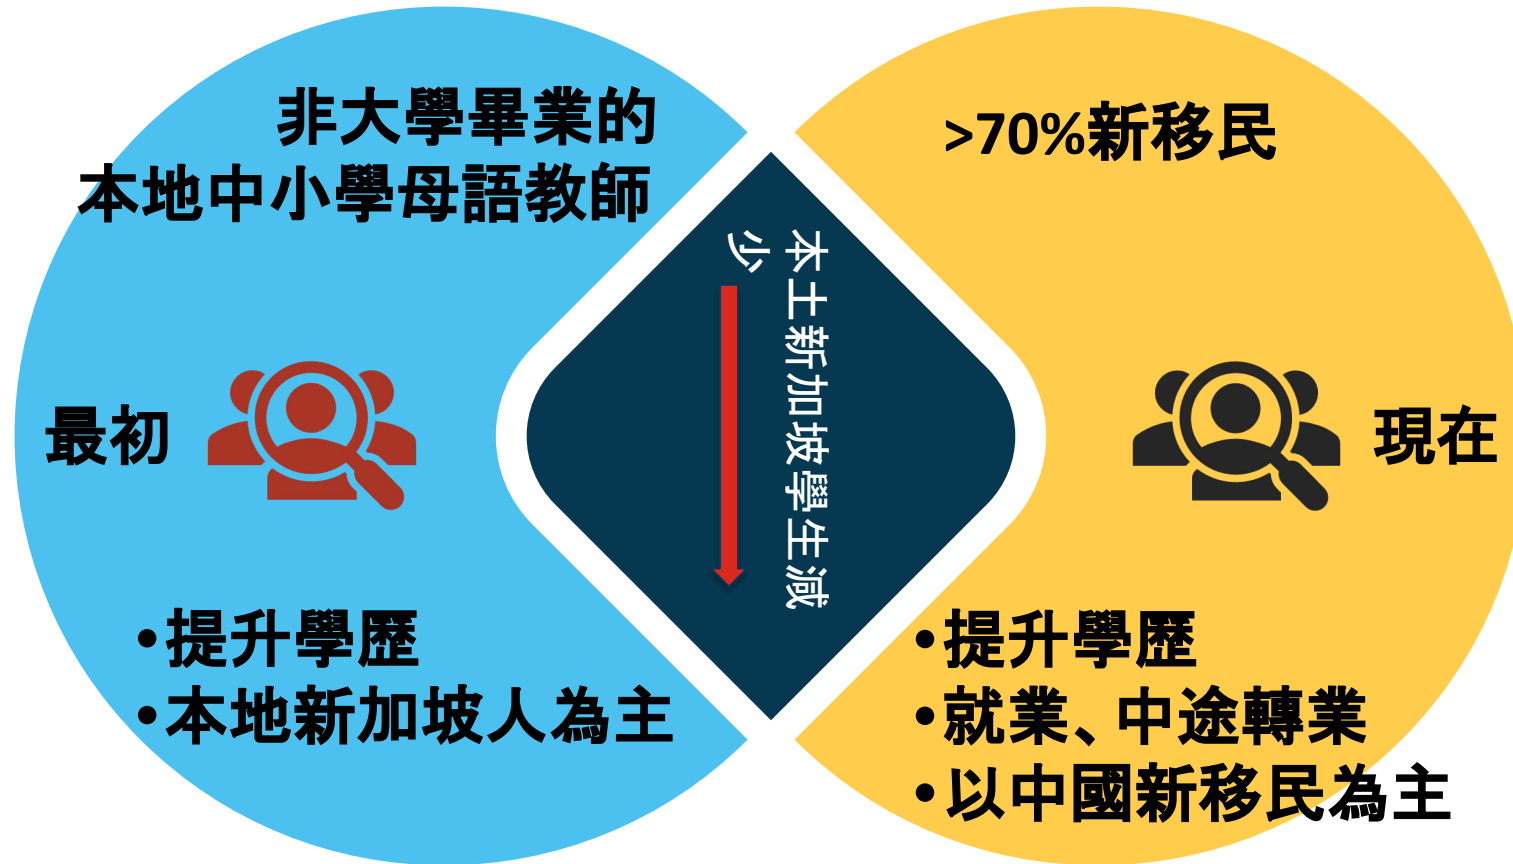 非大學畢業的
本地中小學母語教師
最初
•提升學歷
•本地新加坡人為主
本土新加坡學生減
少
>70%新移民
現在
•提升學歷
•就業、中途轉業
•以中國新移民為主